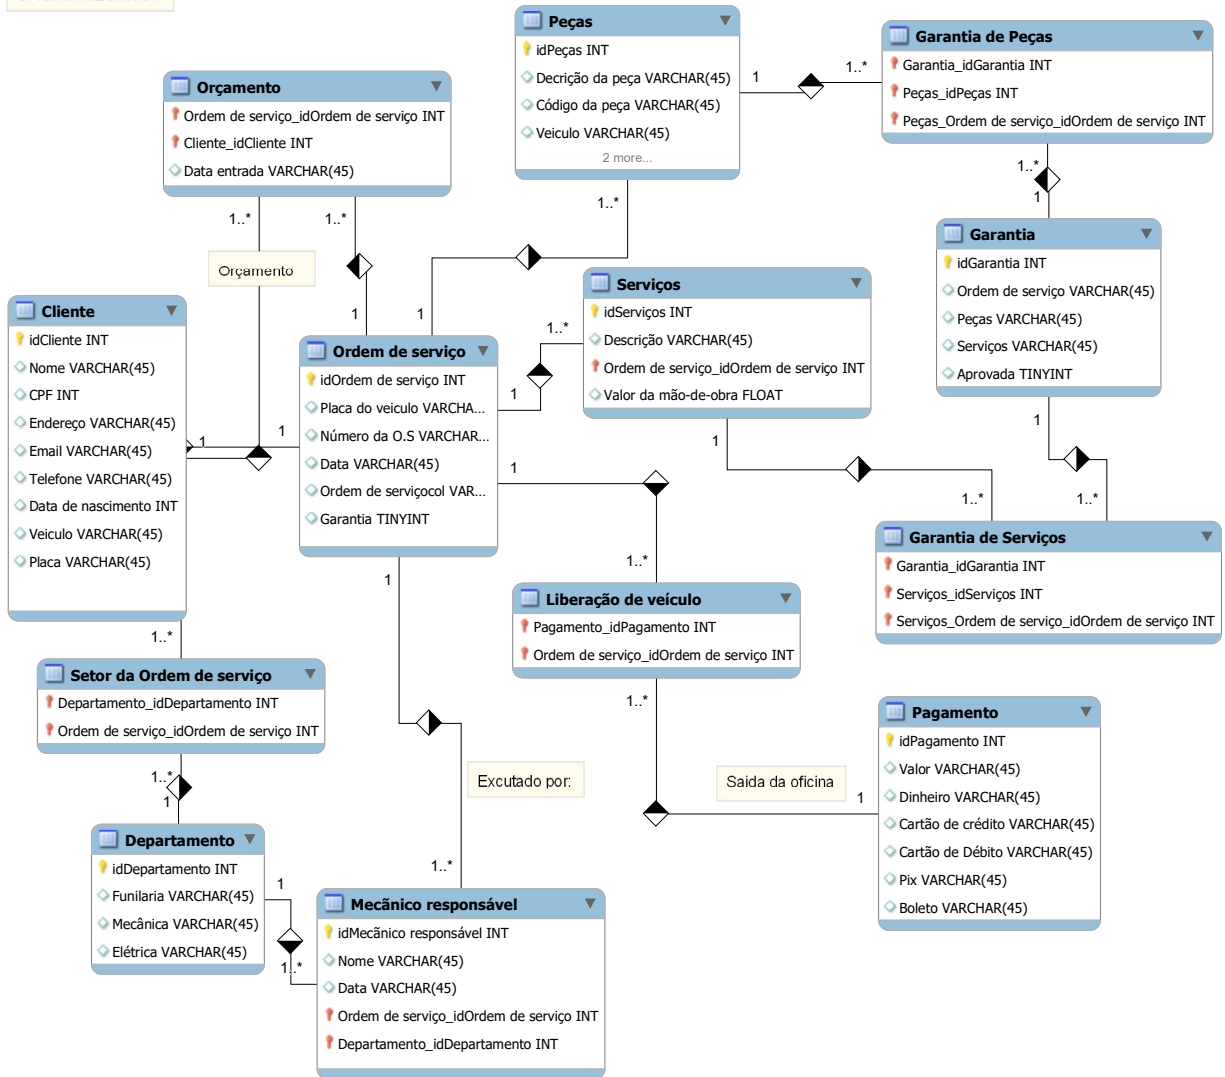 Peças
idPeças INT
Decrição da peça VARCHAR(45)
Código da peça VARCHAR(45)
Veiculo VARCHAR(45)
2 more...
Garantia de Peças
Garantia_idGarantia INT
Peças_idPeças INT
Peças_Ordem de serviço_idOrdem de serviço INT
1
1..*
Orçamento
Ordem de serviço_idOrdem de serviço INT
Cliente_idCliente INT
Data entrada VARCHAR(45)
1..*
1..*
1..*
1..*
1
Orçamento
Garantia
idGarantia INT
Ordem de serviço VARCHAR(45)
Peças VARCHAR(45)
Serviços VARCHAR(45)
Aprovada TINYINT
Serviços
idServiços INT
Descrição VARCHAR(45)
Ordem de serviço_idOrdem de serviço INT
Valor da mão-de-obra FLOAT
Cliente
idCliente INT
Nome VARCHAR(45)
CPF INT
Endereço VARCHAR(45)
Email VARCHAR(45)
Telefone VARCHAR(45)
Data de nascimento INT
Veiculo VARCHAR(45)
Placa VARCHAR(45)
1
1
1..*
Ordem de serviço
idOrdem de serviço INT
Placa do veiculo VARCHA...
Número da O.S VARCHAR...
Data VARCHAR(45)
Ordem de serviçocol VAR...
Garantia TINYINT
1
1
1
1
1
1
1
1..*
1..*
Garantia de Serviços
Garantia_idGarantia INT
Serviços_idServiços INT
Serviços_Ordem de serviço_idOrdem de serviço INT
1..*
1
Liberação de veículo
Pagamento_idPagamento INT
Ordem de serviço_idOrdem de serviço INT
1..*
1..*
Setor da Ordem de serviço
Departamento_idDepartamento INT
Ordem de serviço_idOrdem de serviço INT
1..*
1
Pagamento
idPagamento INT
Valor VARCHAR(45)
Dinheiro VARCHAR(45)
Cartão de crédito VARCHAR(45)
Cartão de Débito VARCHAR(45)
Pix VARCHAR(45)
Boleto VARCHAR(45)
Excutado por:
Saida da oficina
1
Departamento
idDepartamento INT
Funilaria VARCHAR(45)
Mecânica VARCHAR(45)
Elétrica VARCHAR(45)
1
1..*
1..*
Mecãnico responsável
idMecãnico responsável INT
Nome VARCHAR(45)
Data VARCHAR(45)
Ordem de serviço_idOrdem de serviço INT
Departamento_idDepartamento INT